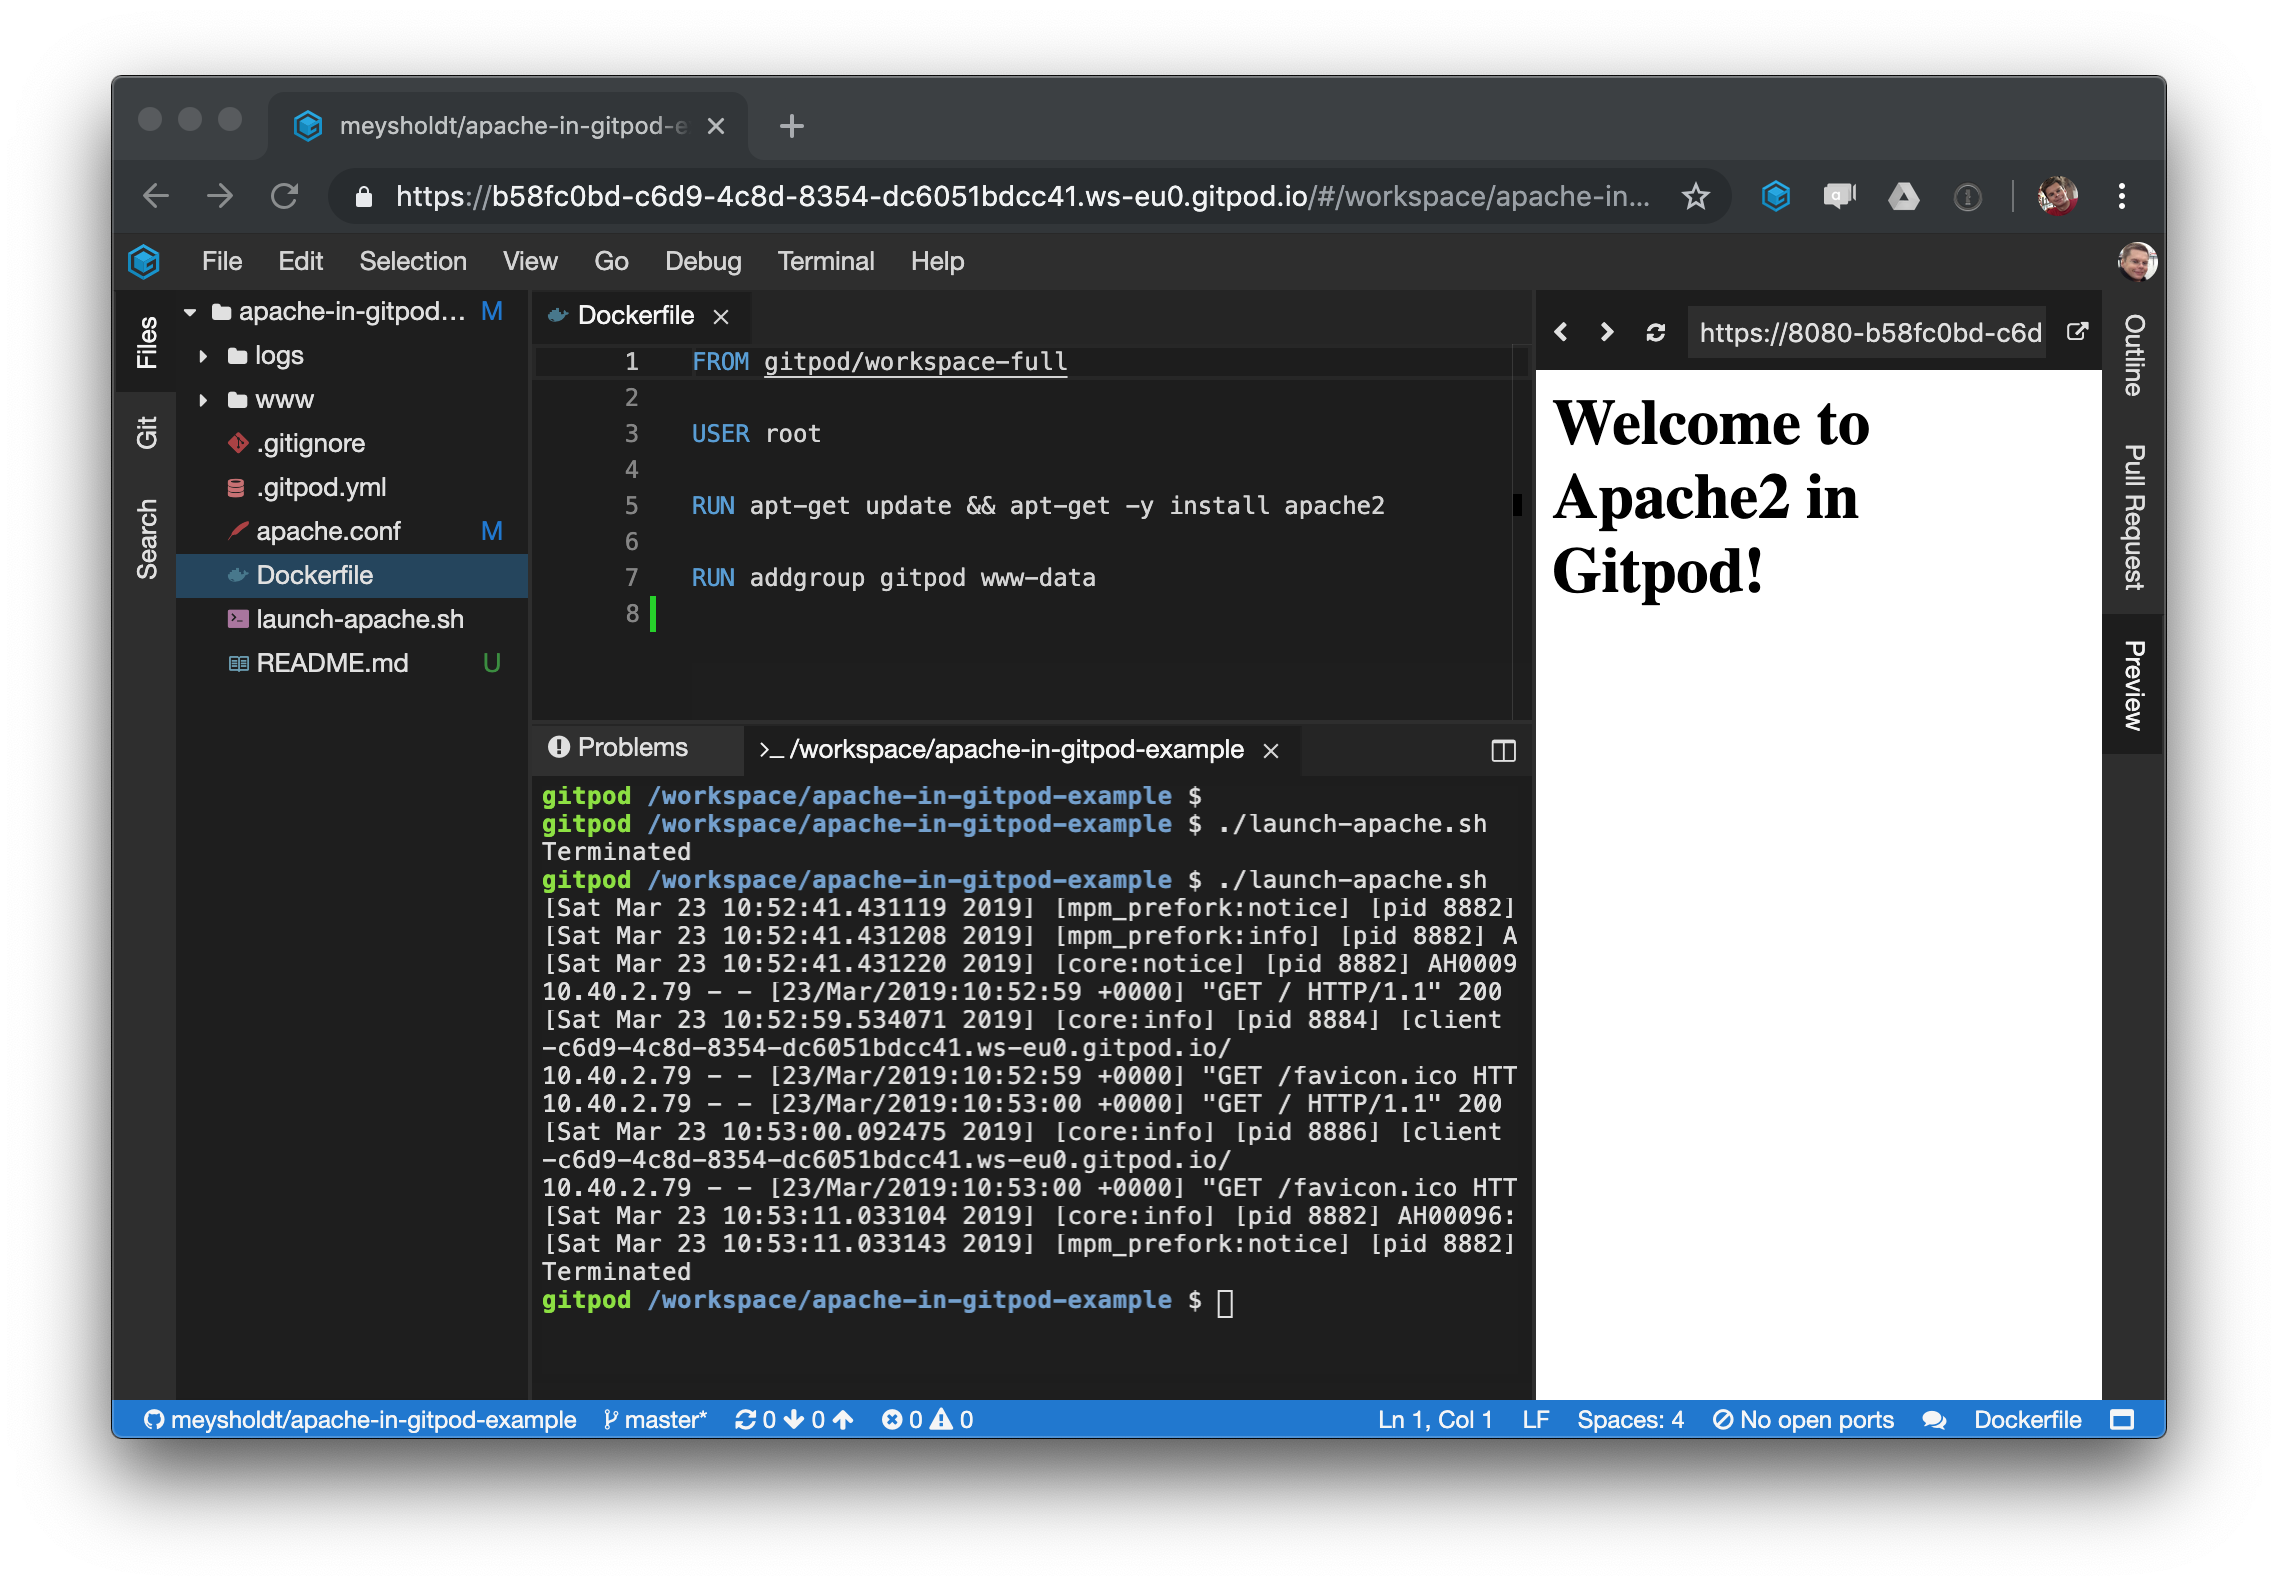 meysholdt/apache-in-gitpod-e
https://b58fc0bd-c6d9-4c8d-8354-dc6051bdcc41.ws-eu0.gitpod.io/#/workspace/apache-in...
File Edit Selection View Go Debug Terminal Help
Files
Git
Search
apache-in-gitpod... M
logs
www
.gitignore
.gitpod.yml
apache.conf M
Dockerfile
launch-apache.sh
README.md U
Dockerfile
1 FROM gitpod/workspace-full
2
3 USER root
4
5 RUN apt-get update && apt-get -y install apache2
6
7 RUN addgroup gitpod www-data
8
Problems
>_ /workspace/apache-in-gitpod-example
gitpod /workspace/apache-in-gitpod-example $
gitpod /workspace/apache-in-gitpod-example $ ./launch-apache.sh
Terminated
gitpod /workspace/apache-in-gitpod-example $ ./launch-apache.sh
[Sat Mar 23 10:52:41.431119 2019] [mpm_prefork:notice] [pid 8882]
[Sat Mar 23 10:52:41.431208 2019] [mpm_prefork:info] [pid 8882] A
[Sat Mar 23 10:52:41.431220 2019] [core:notice] [pid 8882] AH0009
10.40.2.79 - - [23/Mar/2019:10:52:59 +0000] "GET / HTTP/1.1" 200
[Sat Mar 23 10:52:59.534071 2019] [core:info] [pid 8884] [client
-c6d9-4c8d-8354-dc6051bdcc41.ws-eu0.gitpod.io/
10.40.2.79 - - [23/Mar/2019:10:52:59 +0000] "GET /favicon.ico HTT
10.40.2.79 - - [23/Mar/2019:10:53:00 +0000] "GET / HTTP/1.1" 200
[Sat Mar 23 10:53:00.092475 2019] [core:info] [pid 8886] [client
-c6d9-4c8d-8354-dc6051bdcc41.ws-eu0.gitpod.io/
10.40.2.79 - - [23/Mar/2019:10:53:00 +0000] "GET /favicon.ico HTT
[Sat Mar 23 10:53:11.033104 2019] [core:info] [pid 8882] AH00096:
[Sat Mar 23 10:53:11.033143 2019] [mpm_prefork:notice] [pid 8882]
Terminated
gitpod /workspace/apache-in-gitpod-example $
https://8080-b58fc0bd-c6d
Welcome to
Apache2 in
Gitpod!
Outline
Pull Request
Preview
meysholdt/apache-in-gitpod-example master* 0 0 0 0
Ln 1, Col 1 LF Spaces: 4 No open ports Dockerfile